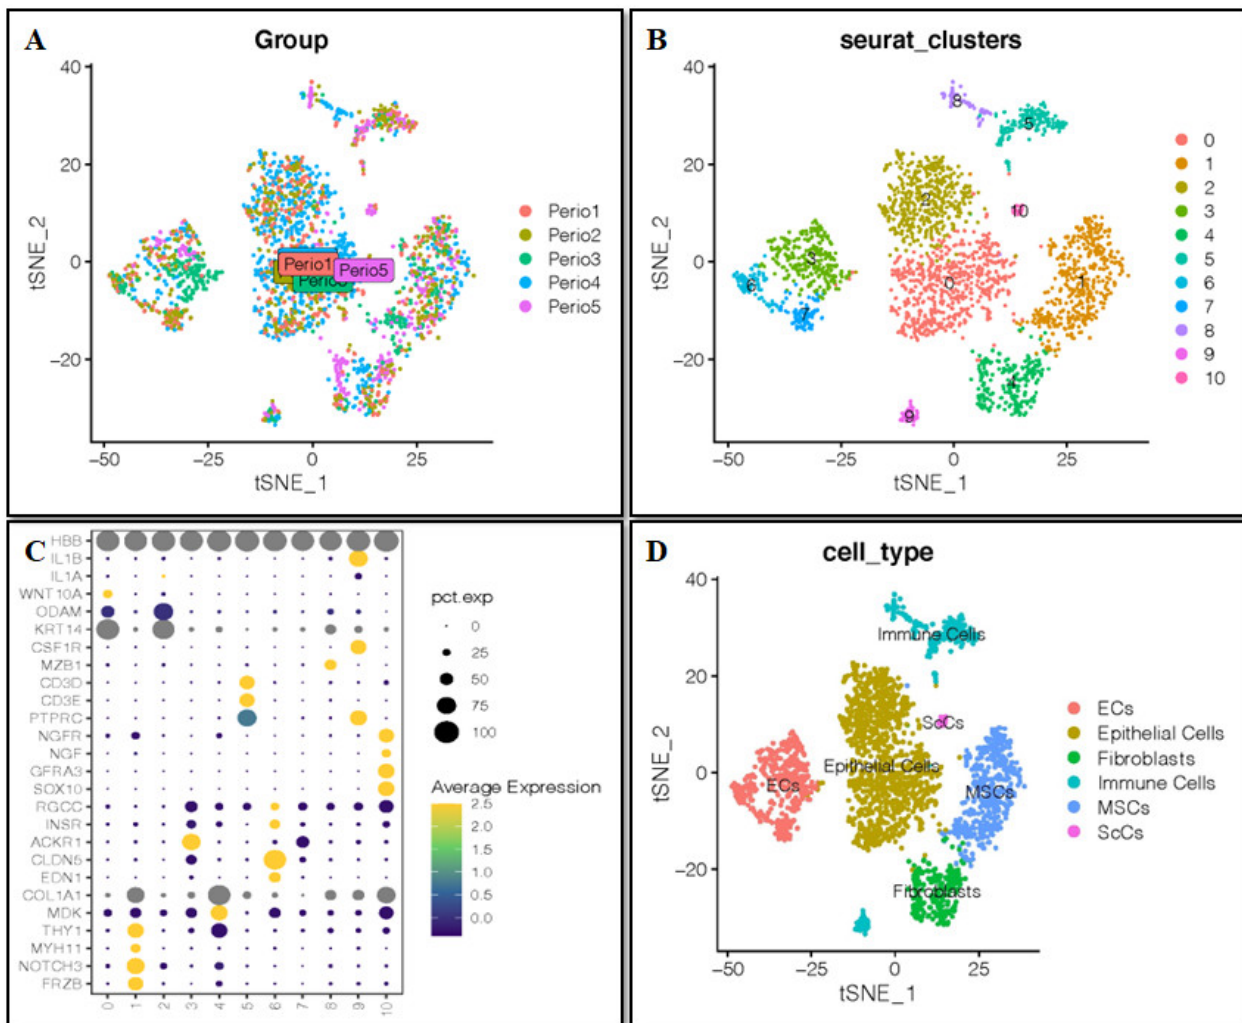 A
Group
40
20
0
−20
tSNE_2
−50
−25
0
25
tSNE_1
Perio1
Perio5
Perio1
Perio2
Perio3
Perio4
Perio5
B
seurat_clusters
40
20
0
−20
tSNE_2
−50
−25
0
25
tSNE_1
8
5
2
10
3
6
7
0
1
4
9
0
1
2
3
4
5
6
7
8
9
10
C
HBB
IL1B
IL1A
WNT10A
ODAM
KRT14
CSF1R
MZB1
CD3D
CD3E
PTPRC
NGFR
NGF
GFRA3
SOX10
RGCC
INSR
ACKR1
CLDN5
EDN1
COL1A1
MDK
THY1
MYH11
NOTCH3
FRZB
0 1 2 3 4 5 6 7 8 9 10
pct.exp
0
25
50
75
100
Average Expression
2.5
2.0
1.5
1.0
0.5
0.0
D
cell_type
40
20
0
−20
tSNE_2
−50
−25
0
25
tSNE_1
Immune Cells
ScCs
Epithelial Cells
ECs
MSCs
Fibroblasts
ECs
Epithelial Cells
Fibroblasts
Immune Cells
MSCs
ScCs